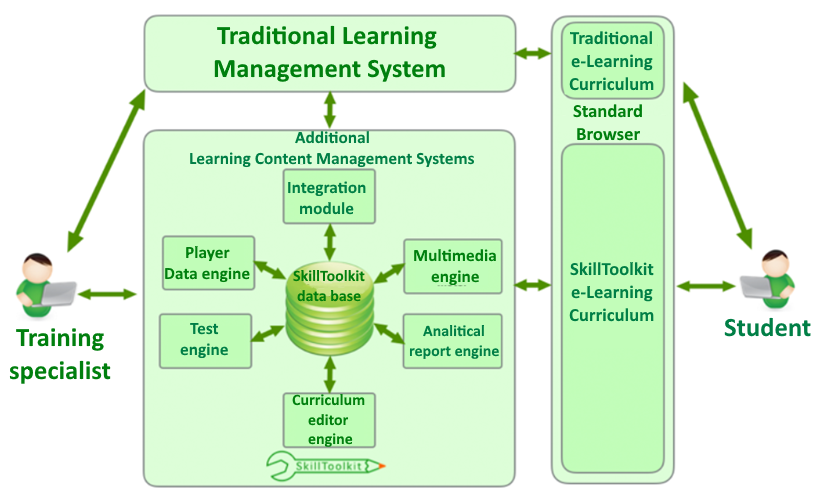 Traditional Learning
Management System
Traditional
e-Learning
Curriculum
Standard
Browser
Additional
Learning Content Management Systems
Integration
module
Player
Data engine
Multimedia
engine
SkillToolkit
data base
Test
engine
Analitical
report engine
Curriculum
editor
engine
SkillToolkit
SkillToolkit
e-Learning
Curriculum
Training
specialist
Student